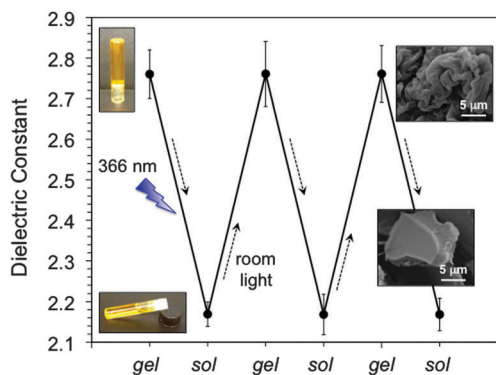 2.9
2.8
2.7
2.6
2.5
2.4
2.3
2.2
2.1
Dielectric Constant
366 nm
room
light
5 μm
5 μm
gel sol gel sol gel sol